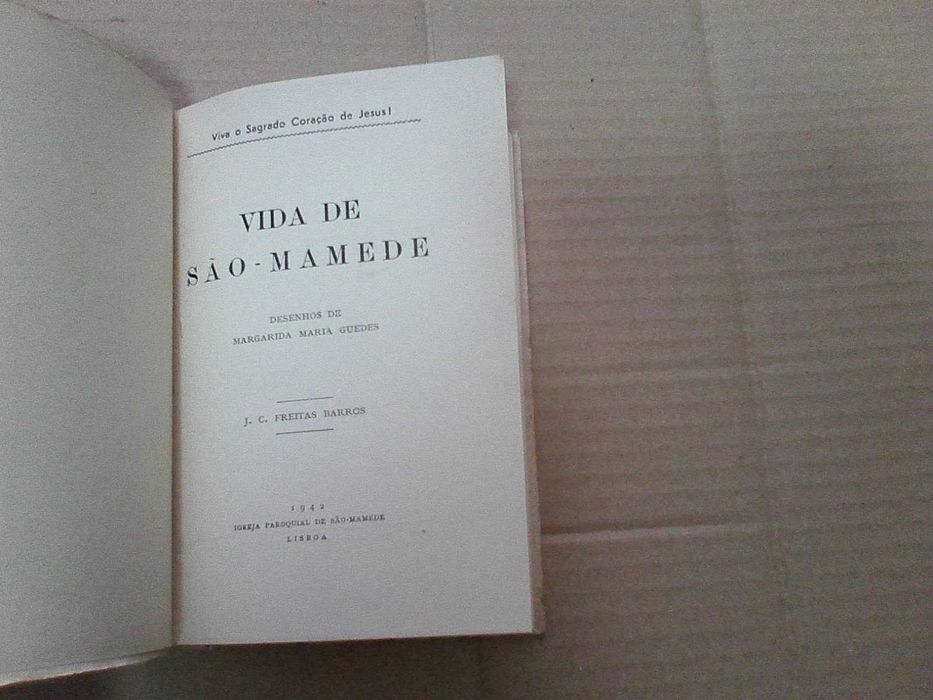 Viva o Sagrado Coração de Jesus!
VIDA DE
SÃO-MAMEDE
DESENHOS DE
MARGARIDA MARIA GUEDES
J. C. FREITAS BARROS
1942
IGREJA PAROQUIAL DE SÃO-MAMEDE
LISBOA